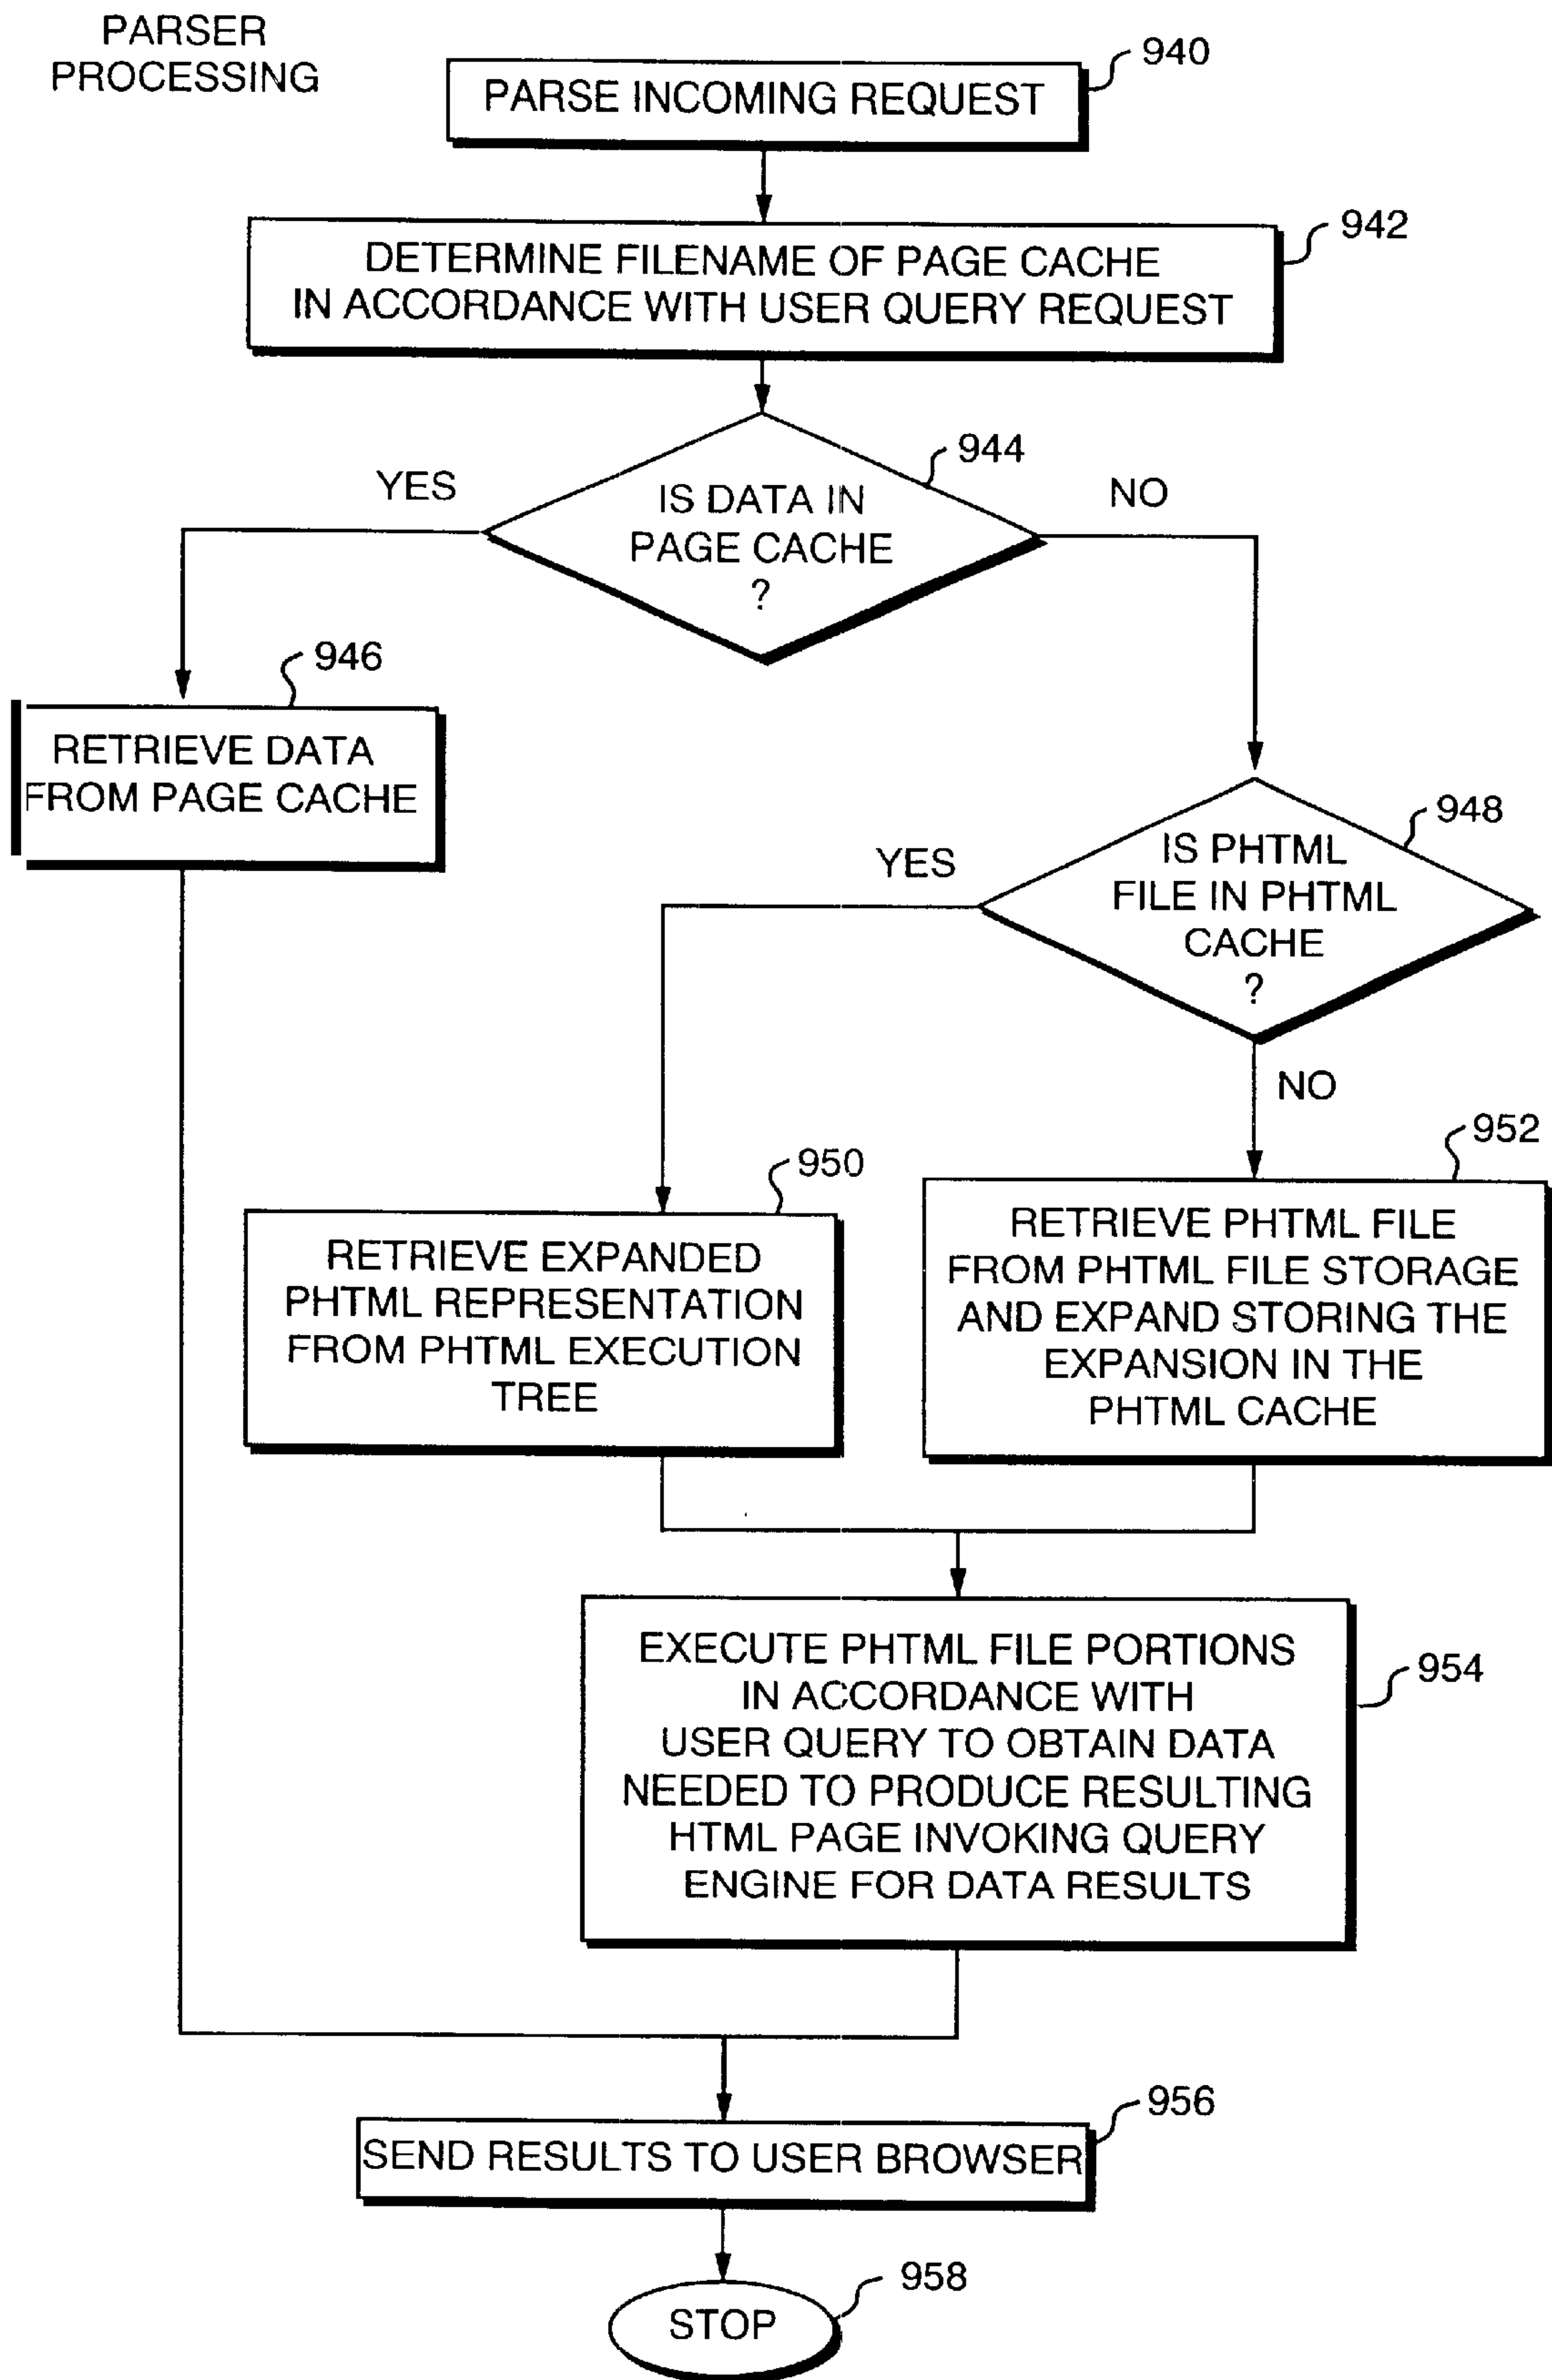 PARSER
PROCESSING
940
PARSE INCOMING REQUEST
942
DETERMINE FILENAME OF PAGE CACHE
IN ACCORDANCE WITH USER QUERY REQUEST
944
YES
NO
IS DATA IN
PAGE CACHE
?
946
RETRIEVE DATA
FROM PAGE CACHE
948
YES
IS PHTML
FILE IN PHTML
CACHE
?
NO
950
RETRIEVE EXPANDED
PHTML REPRESENTATION
FROM PHTML EXECUTION
TREE
952
RETRIEVE PHTML FILE
FROM PHTML FILE STORAGE
AND EXPAND STORING THE
EXPANSION IN THE
PHTML CACHE
954
EXECUTE PHTML FILE PORTIONS
IN ACCORDANCE WITH
USER QUERY TO OBTAIN DATA
NEEDED TO PRODUCE RESULTING
HTML PAGE INVOKING QUERY
ENGINE FOR DATA RESULTS
956
SEND RESULTS TO USER BROWSER
958
STOP